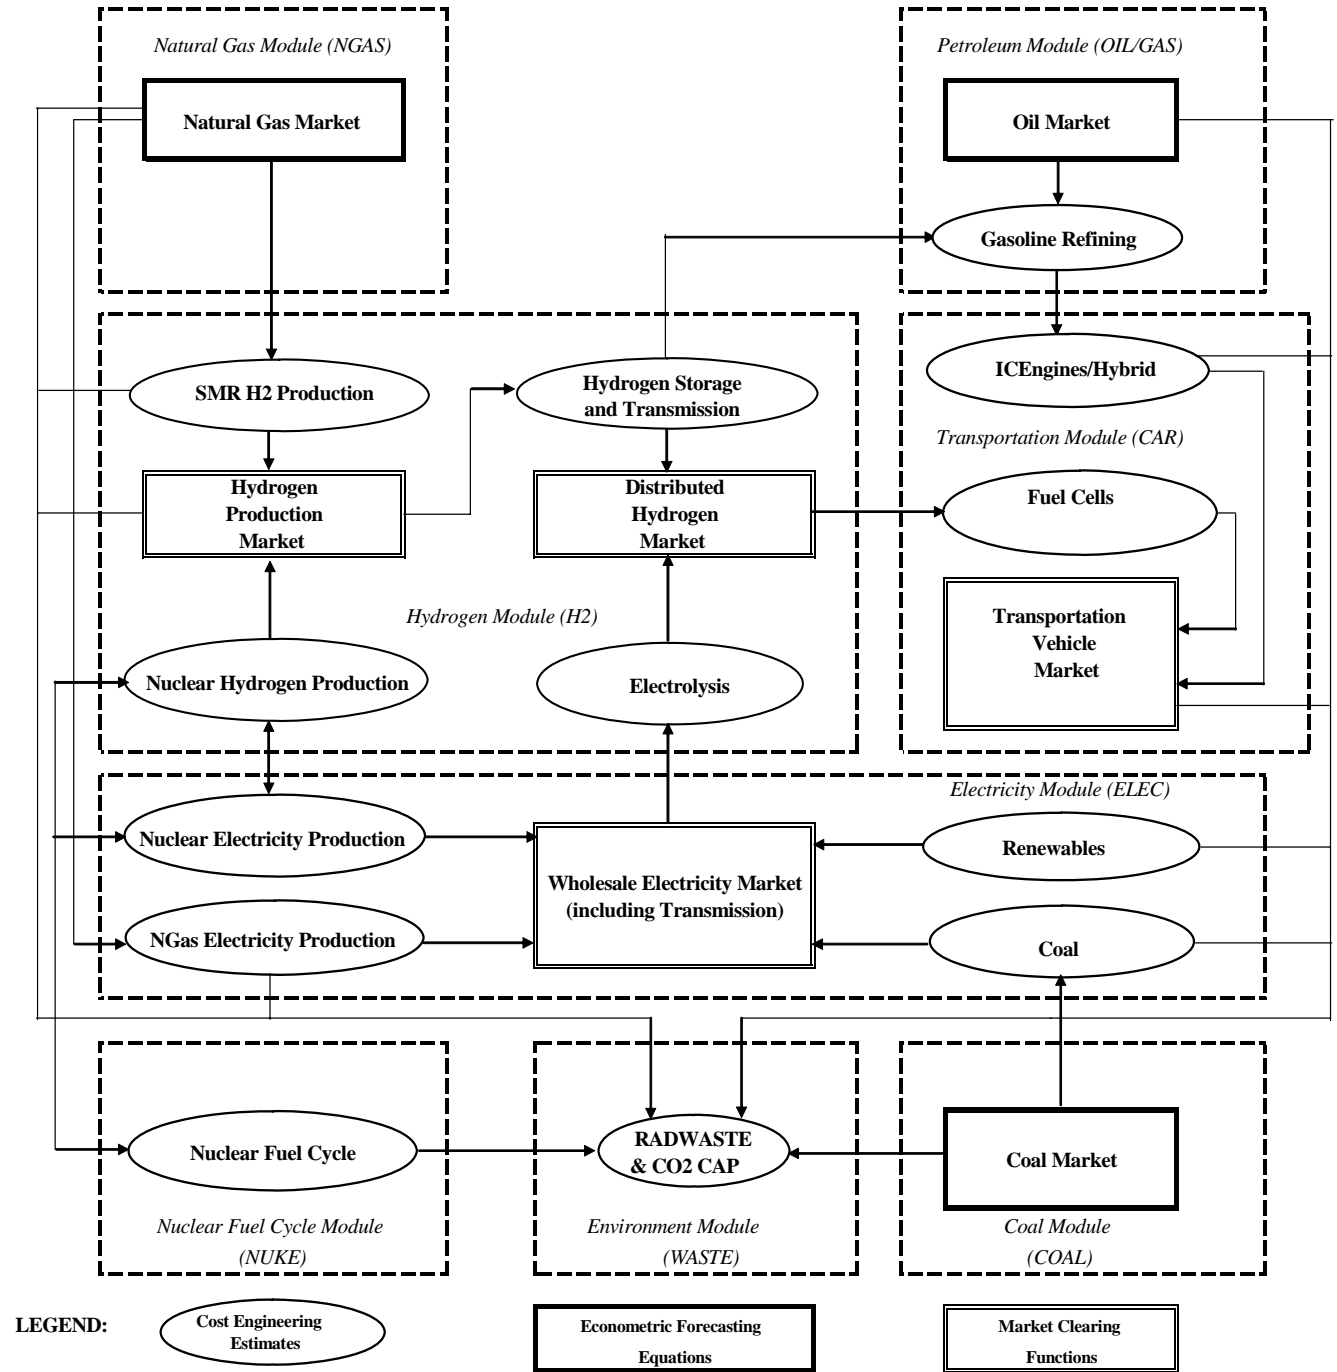 Natural Gas Module (NGAS)
Petroleum Module (OIL/GAS)
Natural Gas Market
Oil Market
Gasoline Refining
SMR H2 Production
Hydrogen Storage
and Transmission
ICEngines/Hybrid
Transportation Module (CAR)
Hydrogen
Production
Market
Distributed
Hydrogen
Market
Fuel Cells
Hydrogen Module (H2)
Transportation
Vehicle
Market
Nuclear Hydrogen Production
Electrolysis
Electricity Module (ELEC)
Nuclear Electricity Production
Renewables
Wholesale Electricity Market
(including Transmission)
NGas Electricity Production
Coal
Nuclear Fuel Cycle
RADWASTE
& CO2 CAP
Coal Market
Nuclear Fuel Cycle Module
(NUKE)
Environment Module
(WASTE)
Coal Module
(COAL)
LEGEND:
Cost Engineering
Estimates
Econometric Forecasting
Equations
Market Clearing
Functions